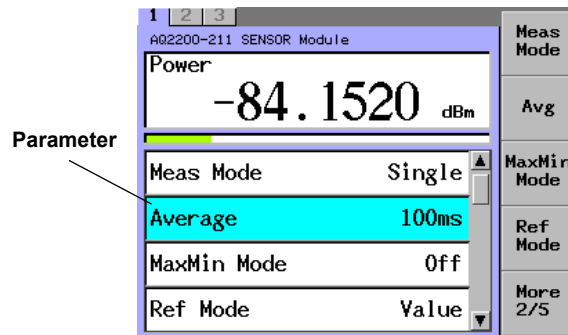 1 2 3
AQ2200-211 SENSOR Module
Power
-84.1520 dBm
Parameter
Meas Mode Single
Average 100ms
MaxMin Mode Off
Ref Mode Value
Meas
Mode
Avg
MaxMin
Mode
Ref
Mode
More
2/5